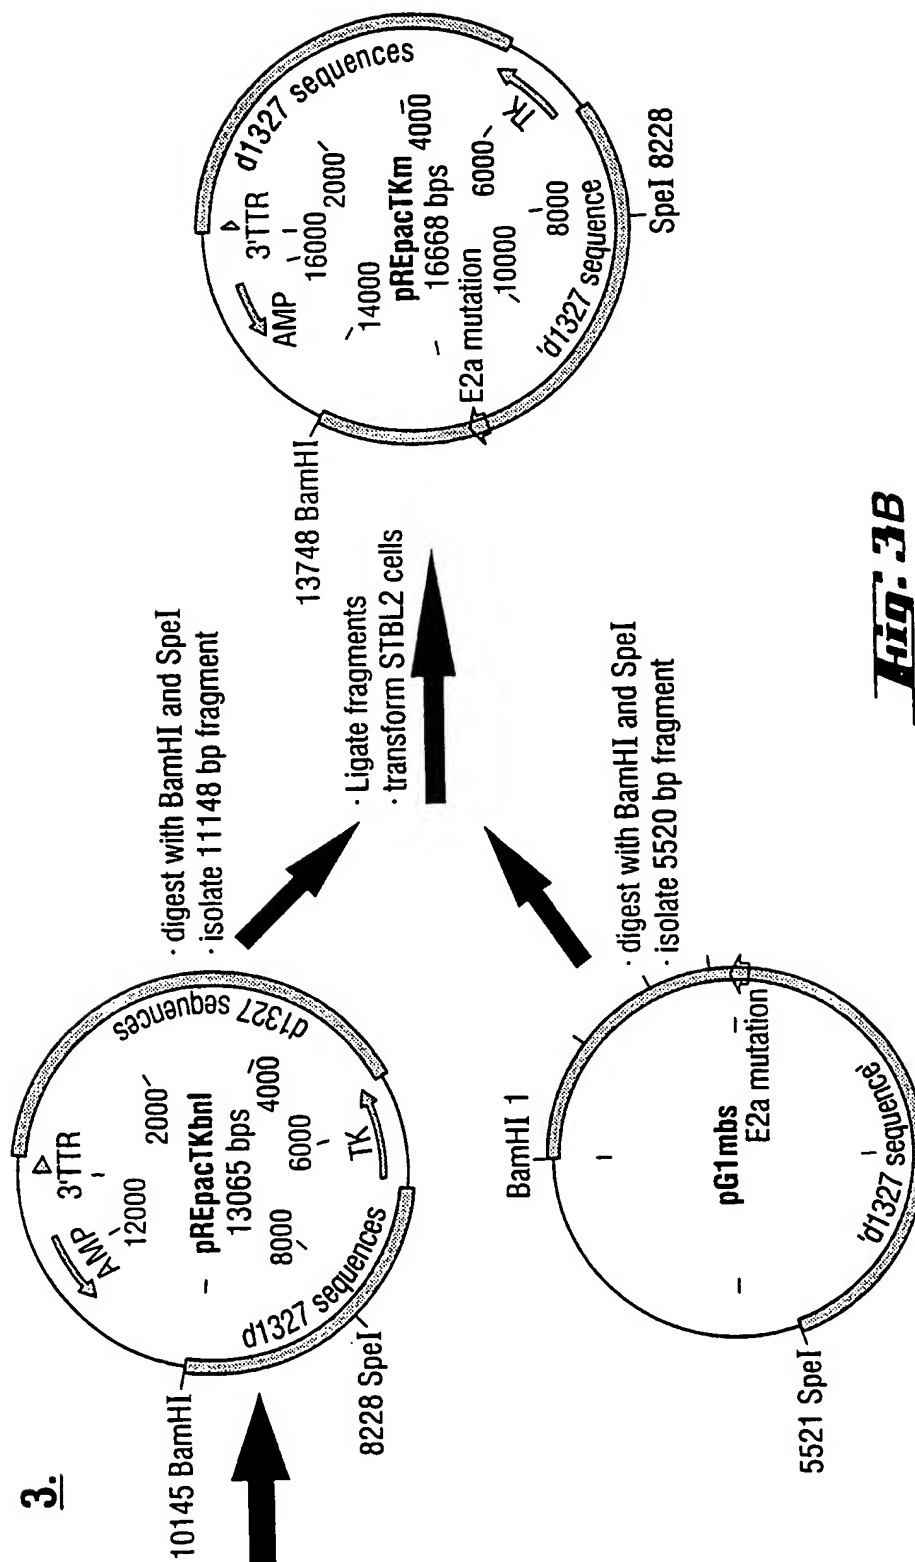 3.
3'TTR
AMP
12000
2000
pREpacTKbnl
13065 bps
4000
6000
8000
TK
d1327 sequences
d1327 sequences
10145 BamHI
8228 SpeI
· digest with BamHI and SpeI
· isolate 11148 bp fragment
BamHI 1
pG1mbs
E2a mutation
'd1327 sequence'
5521 SpeI
· digest with BamHI and SpeI
· isolate 5520 bp fragment
· Ligate fragments
· transform STBL2 cells
13748 BamHI
AMP
3'TTR
16000
2000
14000
pREpacTKm
16668 bps
4000
6000
8000
10000
E2a mutation
TK
d1327 sequences
'd1327 sequence
SpeI 8228
Fig. 3B